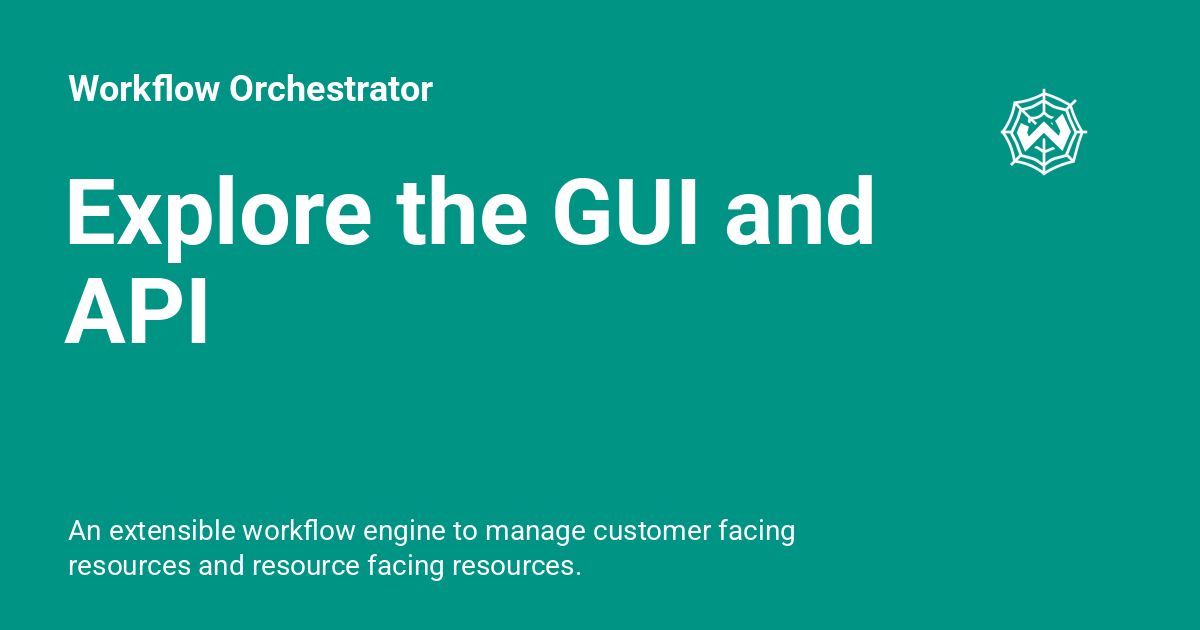 Workflow Orchestrator
Explore the GUI and
API
An extensible workflow engine to manage customer facing
resources and resource facing resources.